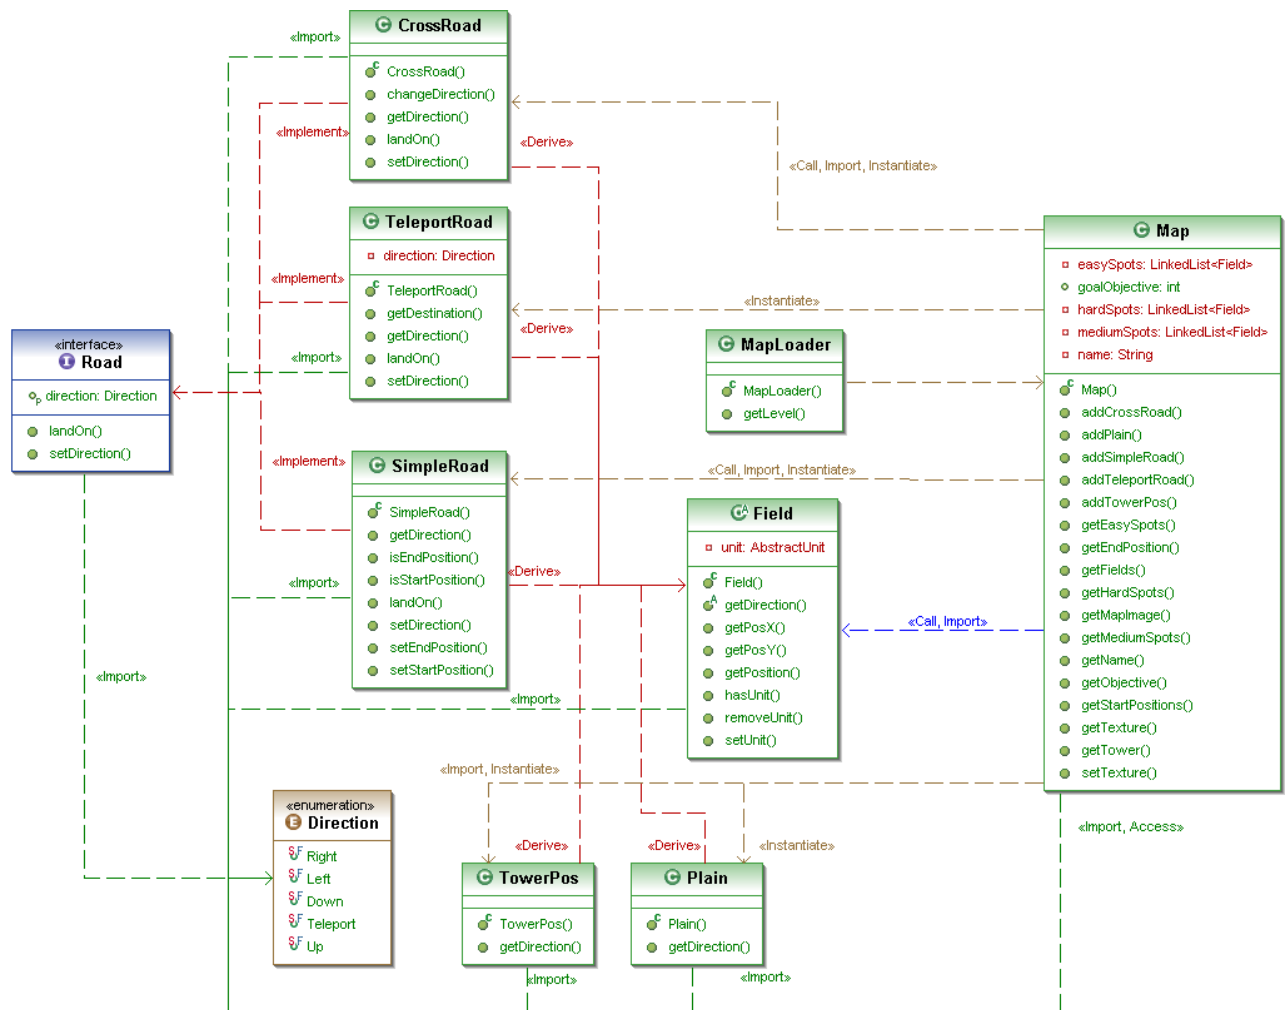 CrossRoad
CrossRoad()
changeDirection()
getDirection()
landOn()
setDirection()
«Import»
«Implement»
«Derive»
«Call, Import, Instantiate»
TeleportRoad
direction: Direction
TeleportRoad()
getDestination()
getDirection()
landOn()
setDirection()
«Implement»
«Import»
«Derive»
«Instantiate»
Map
easySpots: LinkedList<Field>
goalObjective: int
hardSpots: LinkedList<Field>
mediumSpots: LinkedList<Field>
name: String
Map()
addCrossRoad()
addPlain()
addSimpleRoad()
addTeleportRoad()
addTowerPos()
getEasySpots()
getEndPosition()
getFields()
getHardSpots()
getMapImage()
getMediumSpots()
getName()
getObjective()
getStartPositions()
getTexture()
getTower()
setTexture()
MapLoader
MapLoader()
getLevel()
«interface»
Road
direction: Direction
landOn()
setDirection()
SimpleRoad
SimpleRoad()
getDirection()
isEndPosition()
isStartPosition()
landOn()
setDirection()
setEndPosition()
setStartPosition()
«Implement»
«Import»
«Derive»
«Call, Import, Instantiate»
Field
unit: AbstractUnit
Field()
getDirection()
getPosX()
getPosY()
getPosition()
hasUnit()
removeUnit()
setUnit()
«Call, Import»
«Import»
«Import»
«Import, Instantiate»
«enumeration»
Direction
Right
Left
Down
Teleport
Up
«Derive»
«Derive»
«Instantiate»
«Import, Access»
TowerPos
TowerPos()
getDirection()
Plain
Plain()
getDirection()
«Import»
«Import»